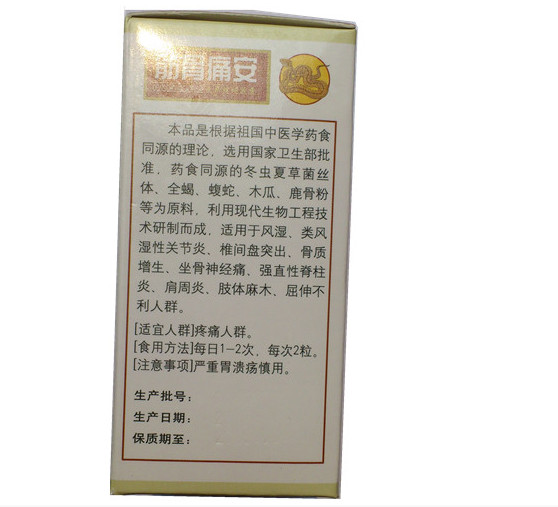 筋骨痛安
本品是根据祖国中医学药食
同源的理论，选用国家卫生部批
准，药食同源的冬虫夏草菌丝
体、全蝎、蝮蛇、木瓜、鹿骨粉
等为原料，利用现代生物工程技
术研制而成，适用于风湿、类风
湿性关节炎、椎间盘突出、骨质
增生、坐骨神经痛、强直性脊柱
炎、肩周炎、肢体麻木、屈伸不
利人群。
[适宜人群]疼痛人群。
[食用方法]每日1-2次，每次2粒。
[注意事项]严重胃溃疡慎用。
生产批号：
生产日期：
保质期至：